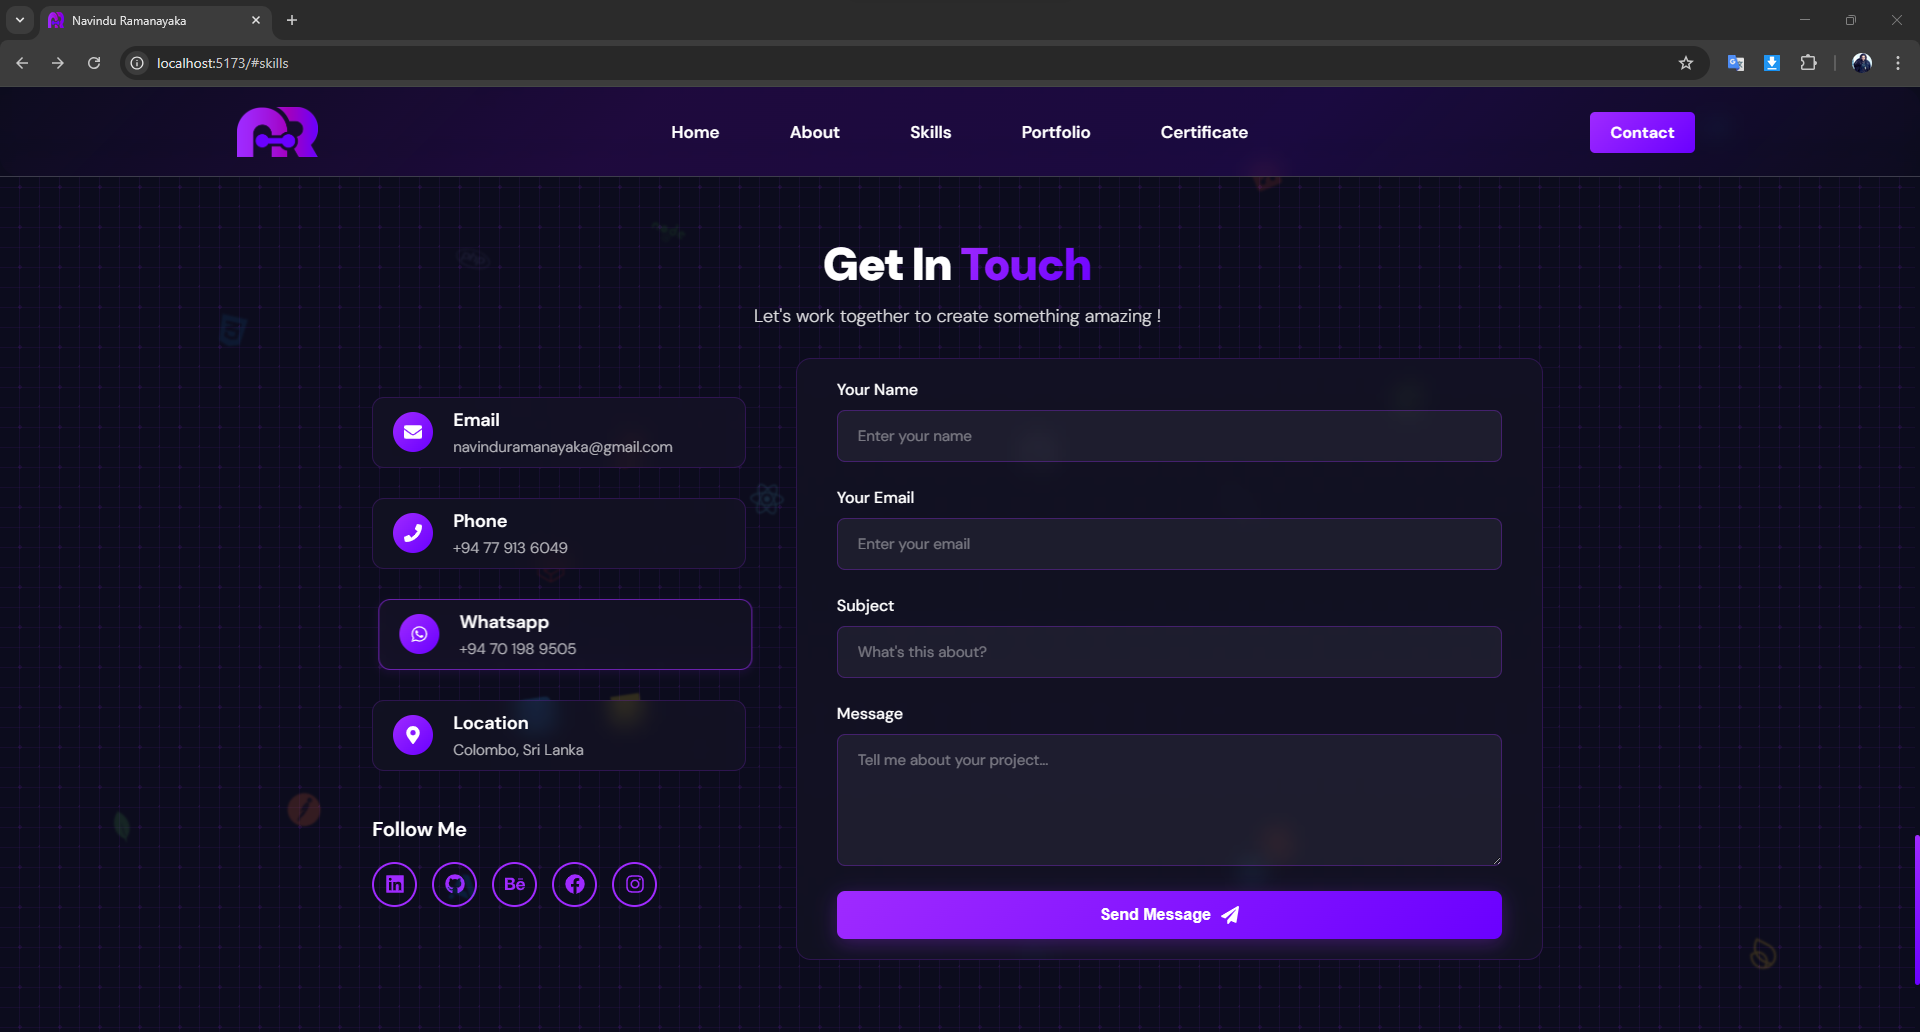 Navindu Ramanayaka
localhost:5173/#skills
Home About Skills Portfolio Certificate Contact
Get In Touch
Let's work together to create something amazing !
Email
navinduramanayaka@gmail.com
Phone
+94 77 913 6049
Whatsapp
+94 70 198 9505
Location
Colombo, Sri Lanka
Follow Me
Bē
Your Name
Enter your name
Your Email
Enter your email
Subject
What's this about?
Message
Tell me about your project...
Send Message